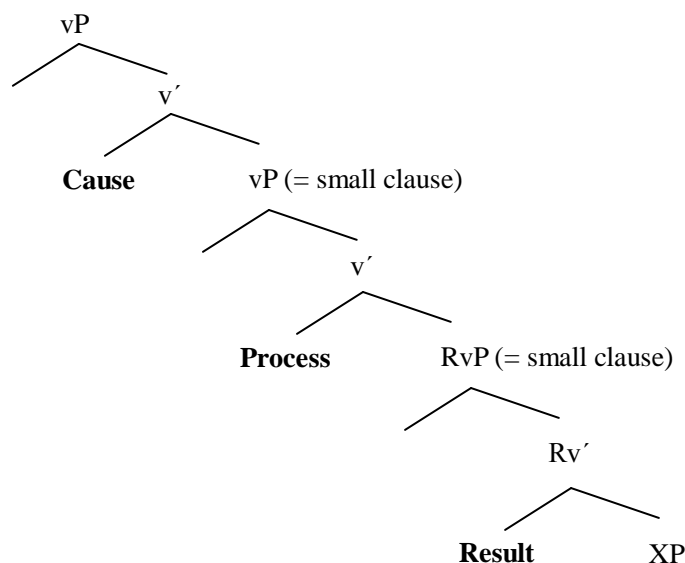 vP
v´
Cause vP (= small clause)
v´
Process RvP (= small clause)
Rv´
Result XP